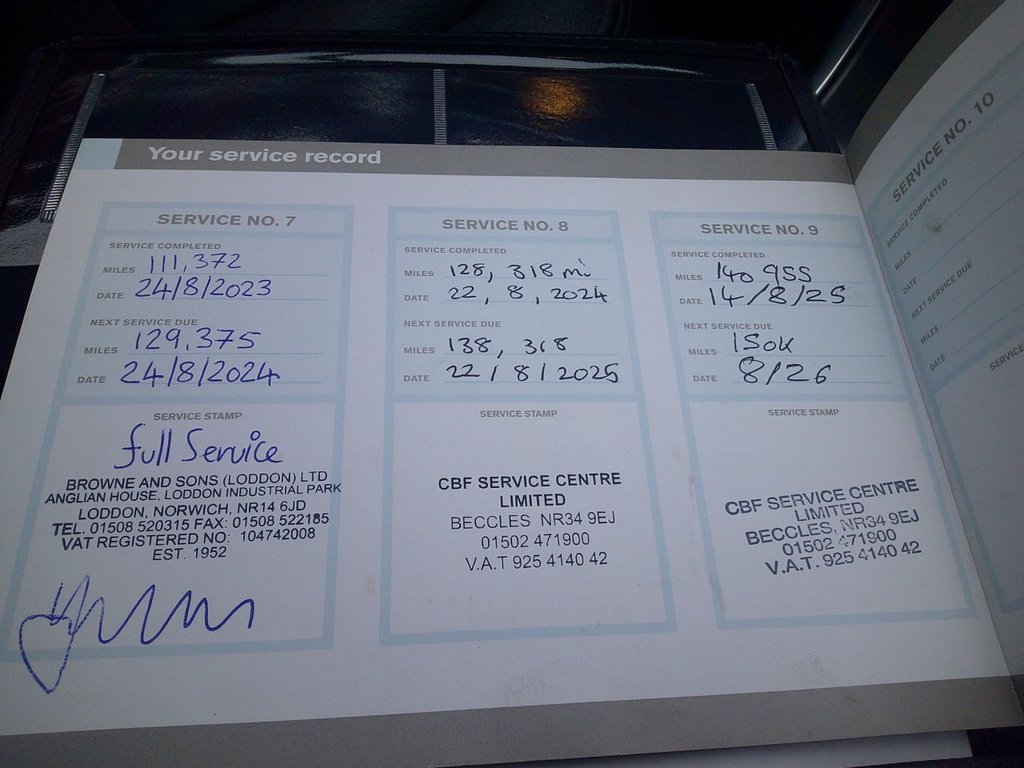 Your service record
SERVICE NO. 7
SERVICE COMPLETED
MILES 111,372
DATE 24/8/2023
NEXT SERVICE DUE
MILES 129,375
DATE 24/8/2024
SERVICE STAMP
full Service
BROWNE AND SONS (LODDON) LTD
ANGLIAN HOUSE, LODDON INDUSTRIAL PARK
LODDON, NORWICH, NR14 6JD
TEL. 01508 520315 FAX: 01508 522185
VAT REGISTERED NO: 104742008
EST. 1952
SERVICE NO. 8
SERVICE COMPLETED
MILES 128, 318 mi
DATE 22, 8, 2024
NEXT SERVICE DUE
MILES 138, 318
DATE 22/8/2025
SERVICE STAMP
CBF SERVICE CENTRE
LIMITED
BECCLES NR34 9EJ
01502 471900
V.A.T 925 4140 42
SERVICE NO. 9
SERVICE COMPLETED
MILES 140 955
DATE 14/8/25
NEXT SERVICE DUE
MILES 150K
DATE 8/26
SERVICE STAMP
CBF SERVICE CENTRE
LIMITED
BECCLES, NR34 9EJ
01502 471900
V.A.T. 925 4140 42
SERVICE NO. 10
SERVICE COMPLETED
MILES
DATE
NEXT SERVICE DUE
MILES
DATE
SERVICE